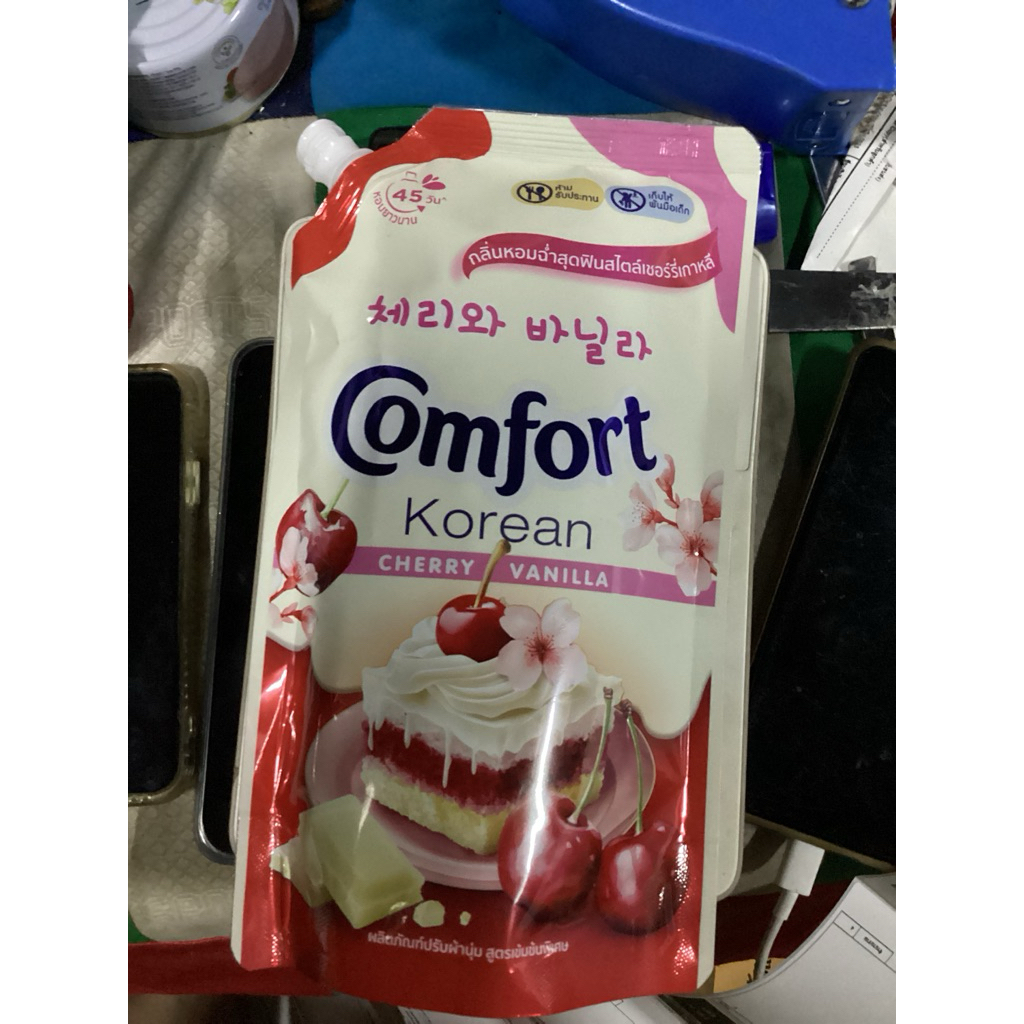 45 วัน*
หอมยาวนาน
ห้าม
รับประทาน
เก็บให้
พ้นมือเด็ก
กลิ่นหอมฉ่ำสุดฟินสไตล์เชอร์รี่เกาหลี
체리와 바닐라
Comfort
Korean
CHERRY VANILLA
ผลิตภัณฑ์ปรับผ้านุ่ม สูตรเข้มข้นพิเศษ